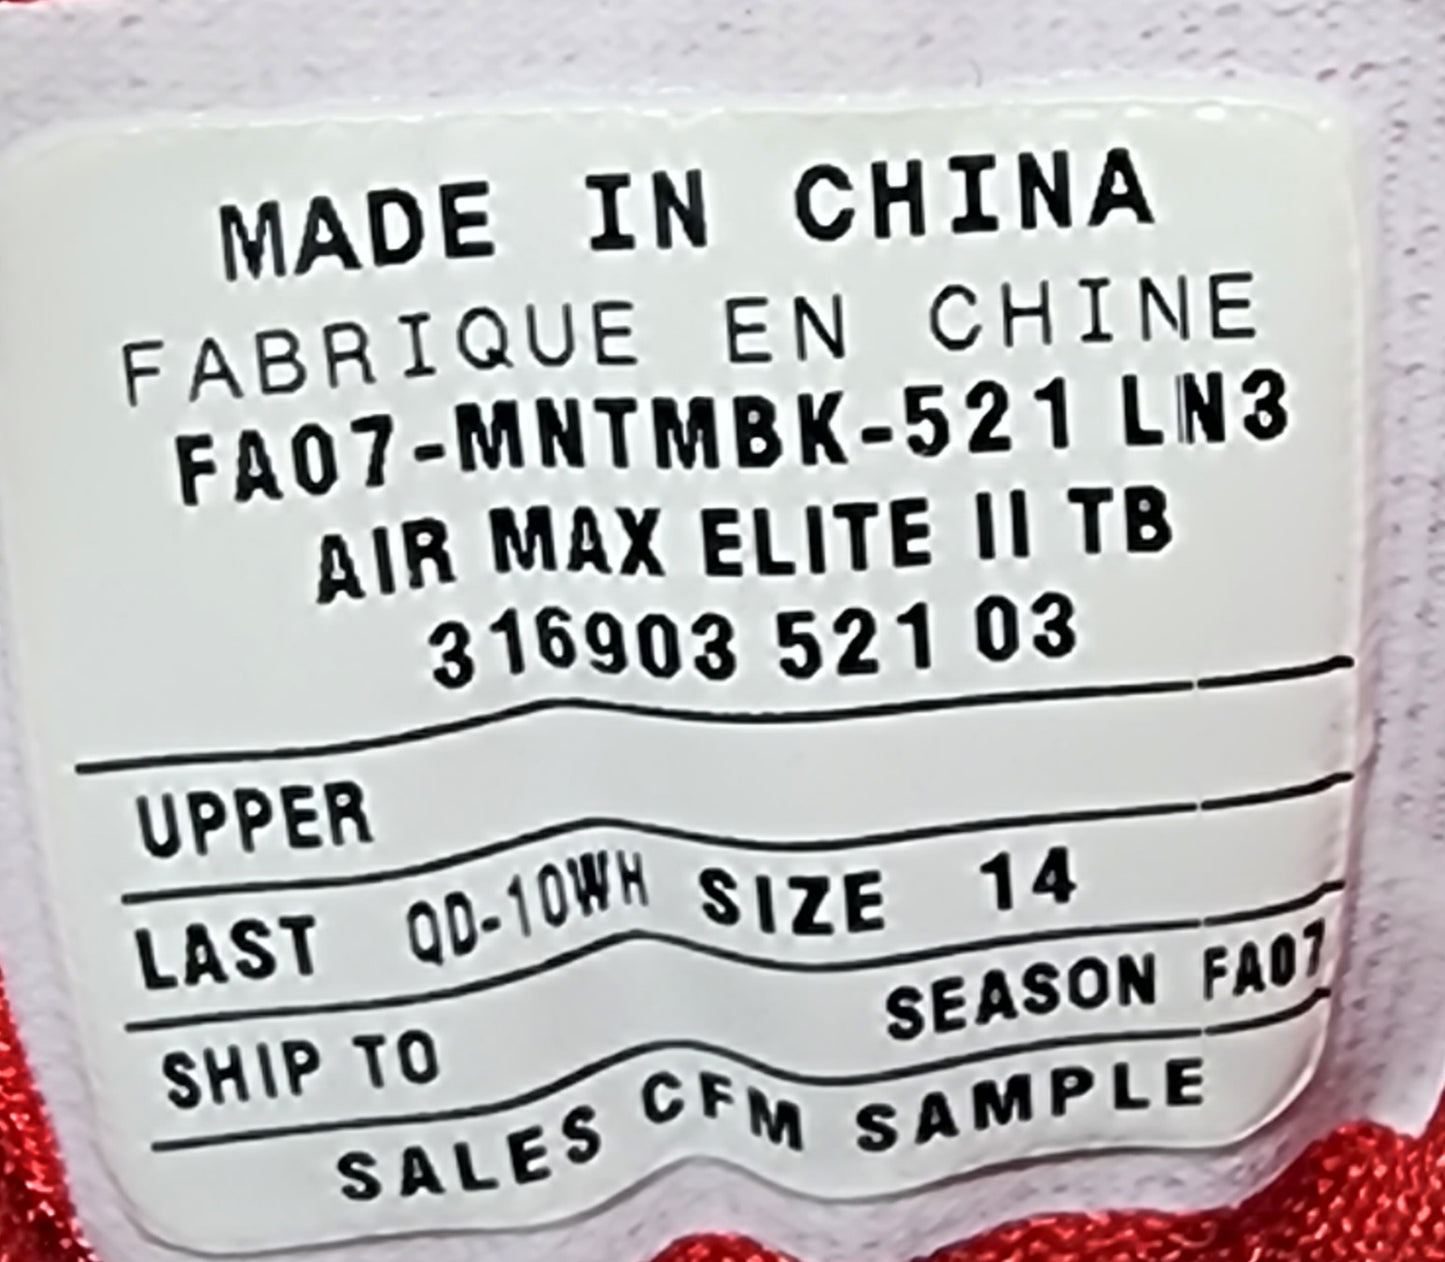 MADE IN CHINA
FABRIQUE EN CHINE
FA07-MNTMBK-521 LN3
AIR MAX ELITE II TB
316903 521 03
UPPER
LAST QD-10WH SIZE 14
SHIP TO SEASON FA07
SALES CFM SAMPLE